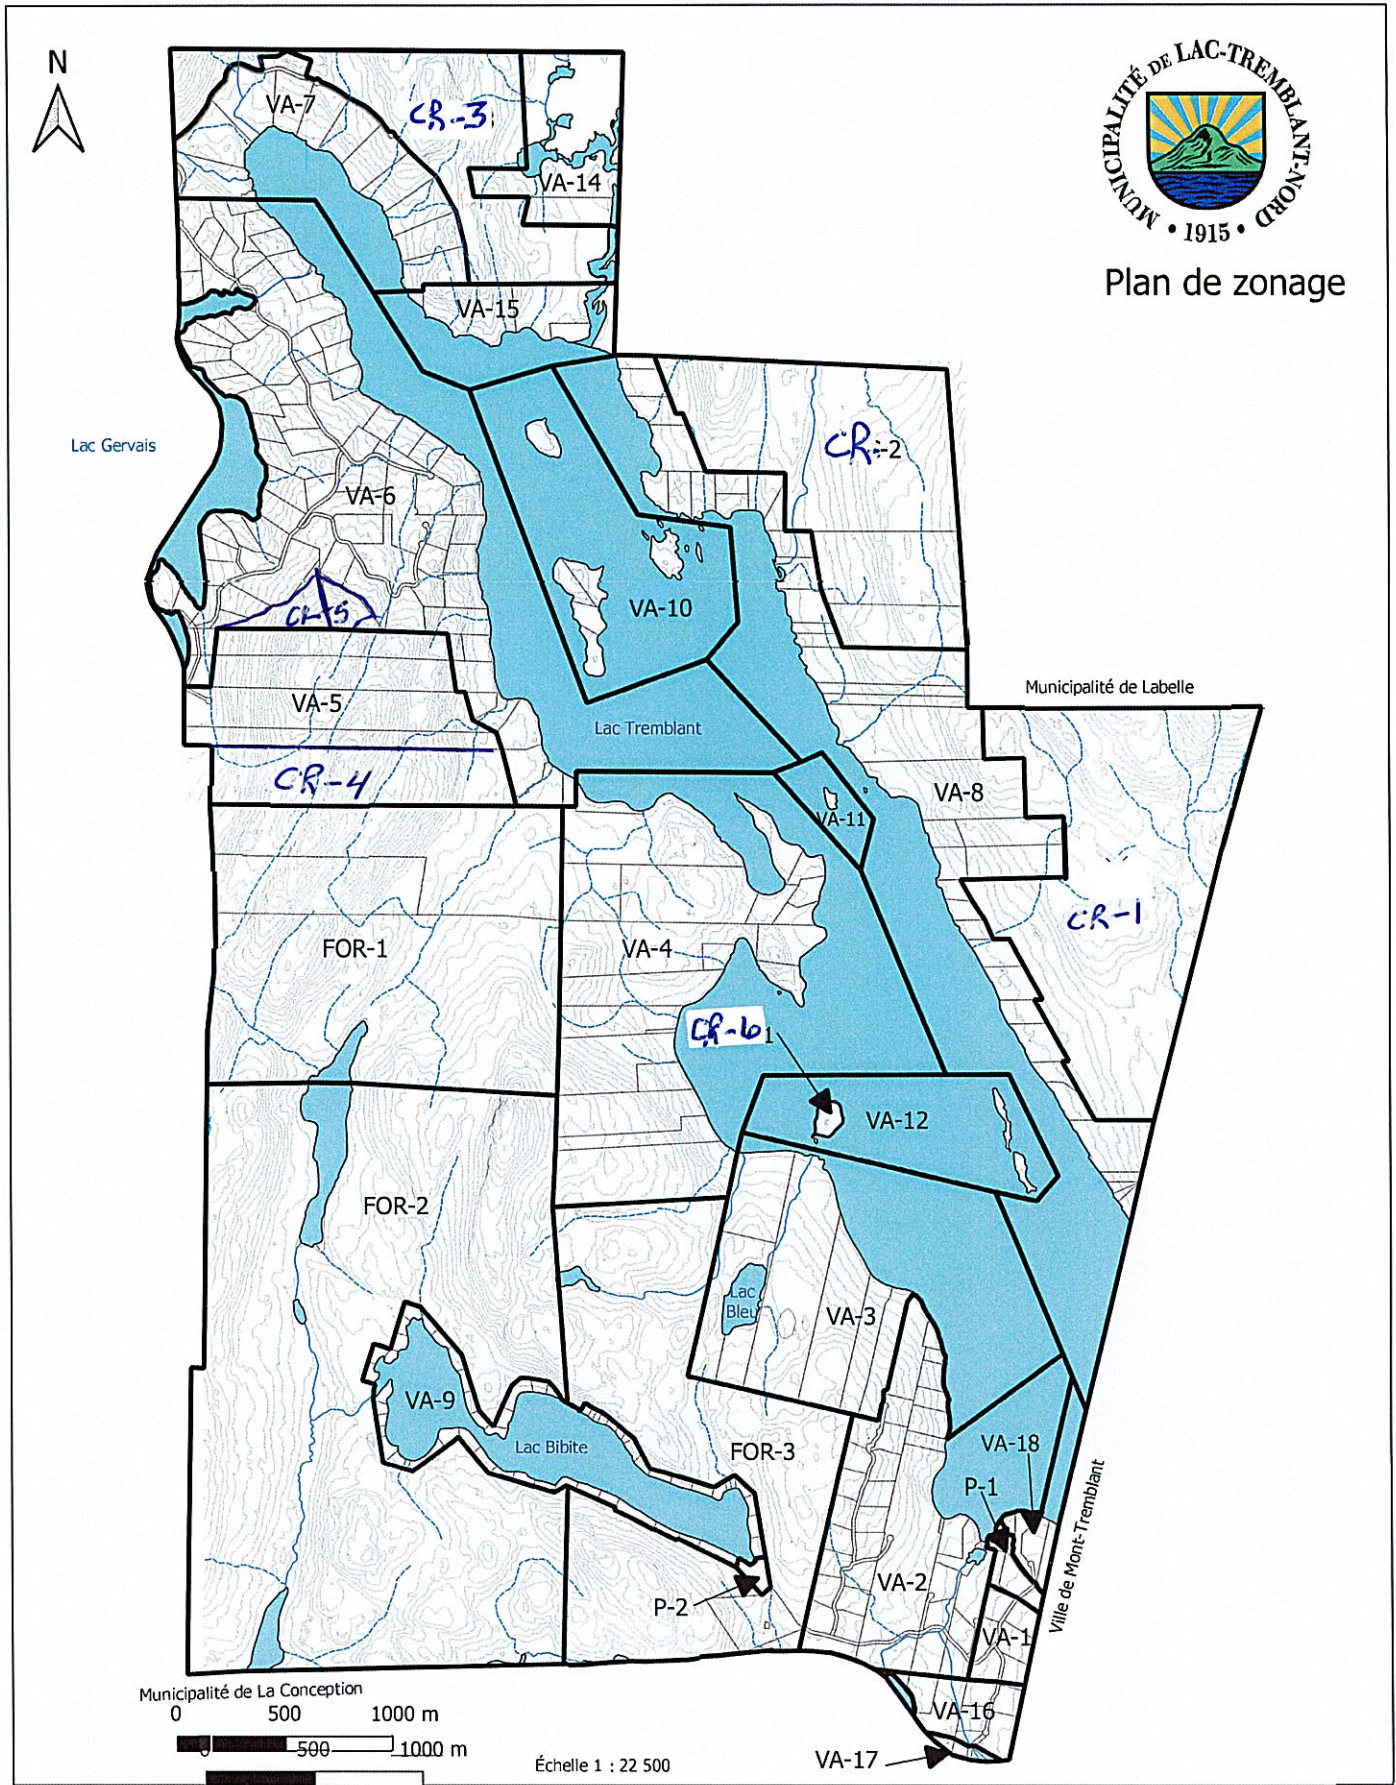 N
MUNICIPALITÉ DE LAC-TREMBLANT-NORD
• 1915 •
Plan de zonage
VA-7
CR-3
VA-14
VA-15
Lac Gervais
CR-2
VA-6
VA-10
CR-5
VA-5
Municipalité de Labelle
Lac Tremblant
CR-4
VA-8
VA-11
CR-1
FOR-1
VA-4
CR-6 1
VA-12
FOR-2
Lac
Bleu
VA-3
VA-9
Lac Bibite
FOR-3
VA-18
P-1
Ville de Mont-Tremblant
VA-2
P-2
VA-1
Municipalité de La Conception
0 500 1000 m
0 500 1000 m
Échelle 1 : 22 500
VA-16
VA-17